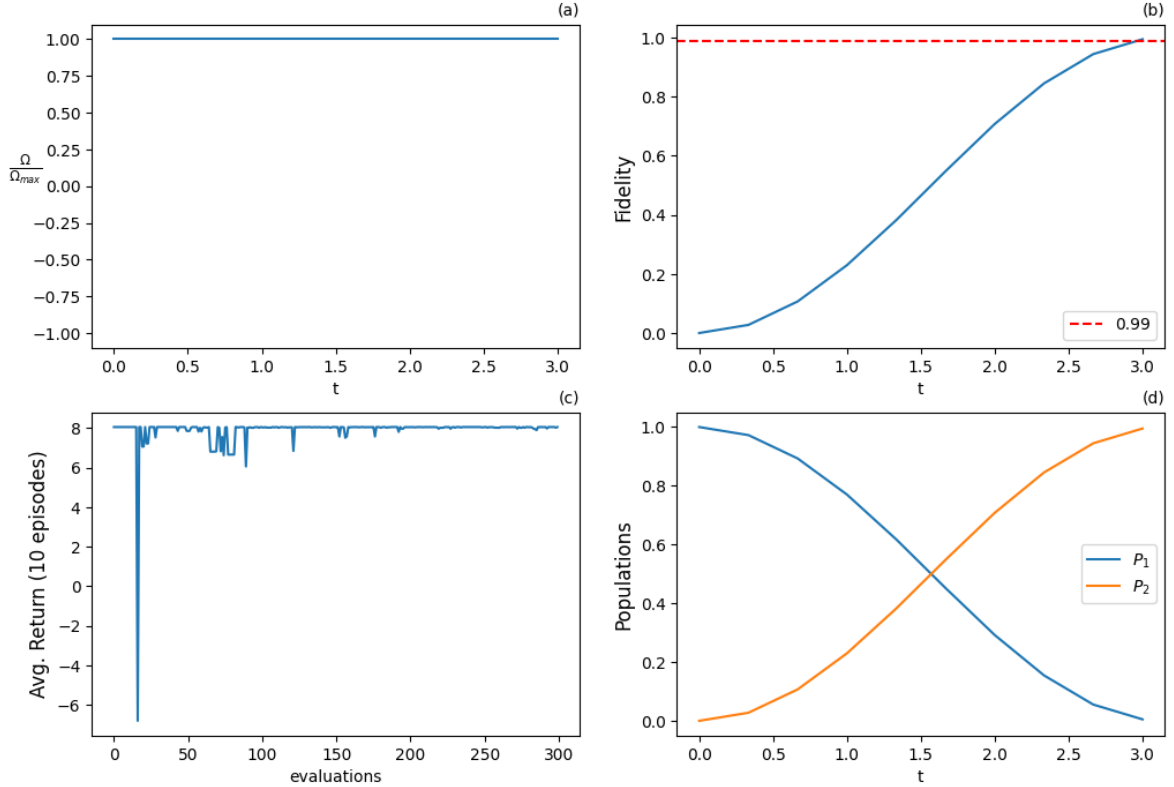 (a)
1.00
0.75
0.50
0.25
0.00
−0.25
−0.50
−0.75
−1.00
Ω
Ωmax
0.0 0.5 1.0 1.5 2.0 2.5 3.0
t
(b)
1.0
0.8
0.6
0.4
0.2
0.0
Fidelity
0.99
0.0 0.5 1.0 1.5 2.0 2.5 3.0
t
(c)
8
6
4
2
0
−2
−4
−6
Avg. Return (10 episodes)
0 50 100 150 200 250 300
evaluations
(d)
1.0
0.8
0.6
0.4
0.2
0.0
Populations
P1
P2
0.0 0.5 1.0 1.5 2.0 2.5 3.0
t